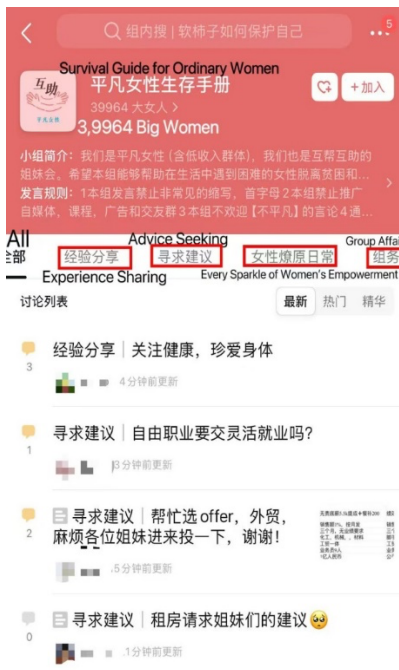 组内搜 | 软柿子如何保护自己
5
Survival Guide for Ordinary Women
互助
平凡女性
平凡女性生存手册
39964 大女人 >
+加入
3,9964 Big Women
小组简介：我们是平凡女性 (含低收入群体)，我们也是互帮互助的
姐妹会，希望本组能够帮助在生活中遇到困难的女性脱离贫困和...
发言规则：1本组发言禁止非常见的缩写，首字母 2本组禁止推广
自媒体，课程，广告和交友群 3本组不欢迎【不平凡】的言论 4通...
All
Advice Seeking
Group Affai
全部
经验分享
寻求建议
女性燎原日常
组务
Experience Sharing
Every Sparkle of Women's Empowerment
讨论列表
最新
热门
精华
经验分享 | 关注健康，珍爱身体
3
4分钟前更新
寻求建议 | 自由职业要交灵活就业吗？
1
3分钟前更新
寻求建议 | 帮忙选 offer，外贸，
麻烦各位姐妹进来投一下，谢谢！
2
.5分钟前更新
寻求建议 | 租房请求姐妹们的建议🥺
0
.1分钟前更新